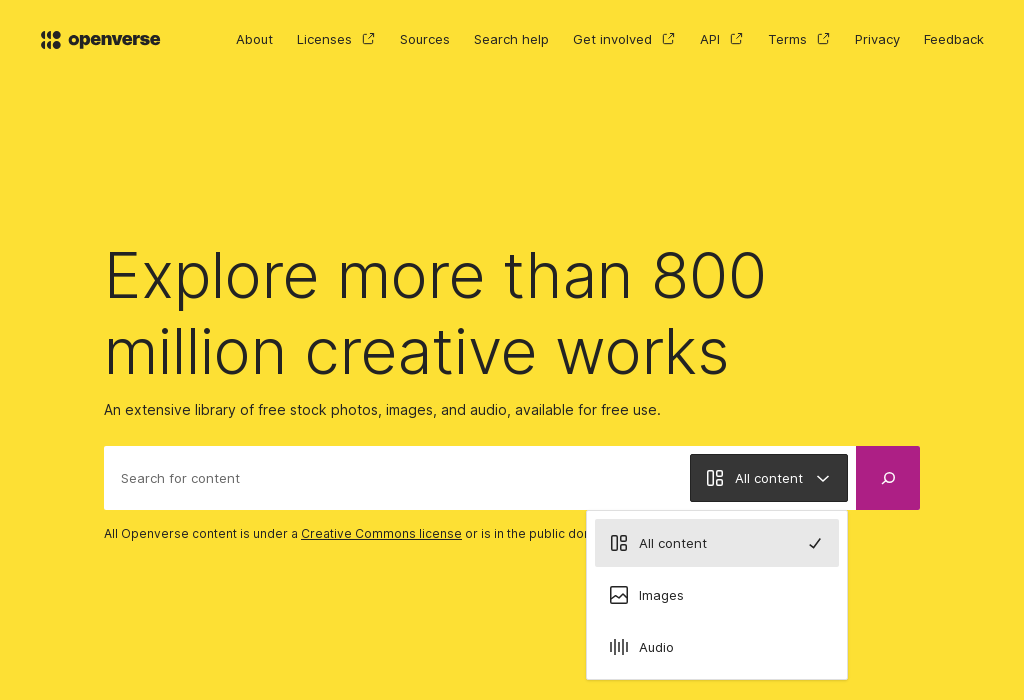 openverse
About
Licenses
Sources
Search help
Get involved
API
Terms
Privacy
Feedback
Explore more than 800
million creative works
An extensive library of free stock photos, images, and audio, available for free use.
Search for content
All content
All Openverse content is under a Creative Commons license or is in the public
All content
Images
Audio